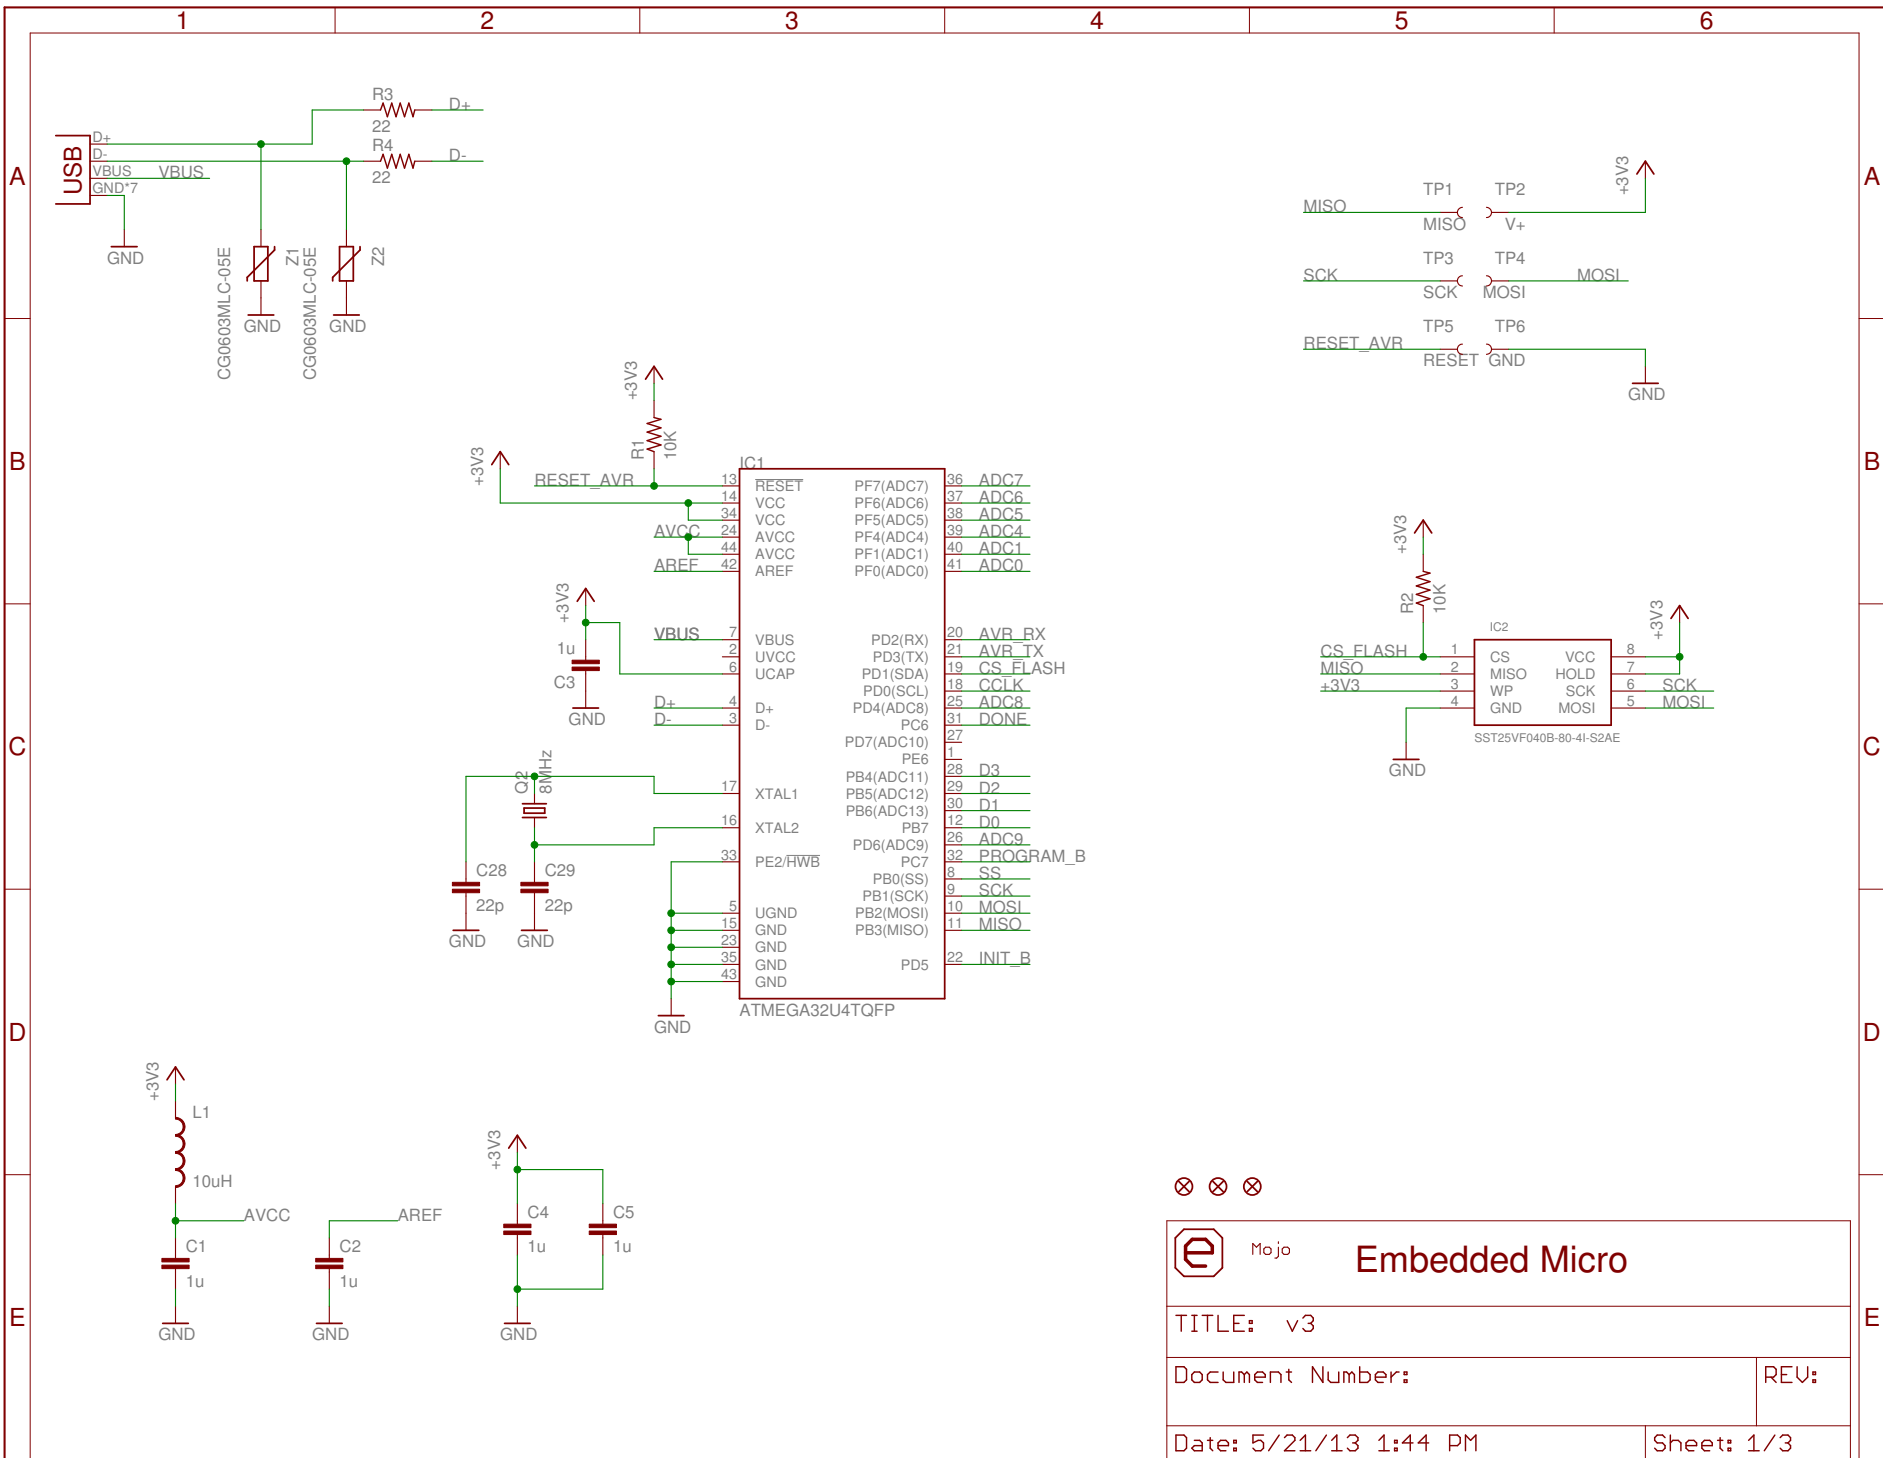 1 2 3 4 5 6
A
B
C
D
E
A
B
C
D
E
USB
D+
D-
VBUS
GND*7
VBUS
GND
R3
22
D+
R4
22
D-
CG0603MLC-05E
Z1
GND
CG0603MLC-05E
Z2
GND
+3V3
TP1 TP2
MISO
MISO V+
TP3 TP4
SCK
MOSI
SCK MOSI
TP5 TP6
RESET_AVR
RESET GND
GND
+3V3
R1
10K
+3V3
RESET_AVR
AVCC
AREF
+3V3
1u
C3
GND
VBUS
D+
D-
Q2
8MHz
C28
22p
GND
C29
22p
GND
GND
IC1
13 RESET
14 VCC
34 VCC
24 AVCC
44 AVCC
42 AREF
7 VBUS
2 UVCC
6 UCAP
4 D+
3 D-
17 XTAL1
16 XTAL2
33 PE2/HWB
5 UGND
15 GND
23 GND
35 GND
43 GND
PF7(ADC7) 36 ADC7
PF6(ADC6) 37 ADC6
PF5(ADC5) 38 ADC5
PF4(ADC4) 39 ADC4
PF1(ADC1) 40 ADC1
PF0(ADC0) 41 ADC0
PD2(RX) 20 AVR_RX
PD3(TX) 21 AVR_TX
PD1(SDA) 19 CS_FLASH
PD0(SCL) 18 CCLK
PD4(ADC8) 25 ADC8
PC6 31 DONE
PD7(ADC10) 27
PE6 1
PB4(ADC11) 28 D3
PB5(ADC12) 29 D2
PB6(ADC13) 30 D1
PB7 12 D0
PD6(ADC9) 26 ADC9
PC7 32 PROGRAM_B
PB0(SS) 8 SS
PB1(SCK) 9 SCK
PB2(MOSI) 10 MOSI
PB3(MISO) 11 MISO
PD5 22 INIT_B
ATMEGA32U4TQFP
+3V3
R2
10K
+3V3
IC2
CS_FLASH 1 CS
MISO 2 MISO
+3V3 3 WP
4 GND
VCC 8
HOLD 7
SCK 6 SCK
MOSI 5 MOSI
SST25VF040B-80-4I-S2AE
GND
+3V3
L1
10uH
AVCC
C1
1u
GND
AREF
C2
1u
GND
+3V3
C4
1u
C5
1u
GND
e Mojo Embedded Micro
TITLE: v3
Document Number: REV:
Date: 5/21/13 1:44 PM Sheet: 1/3